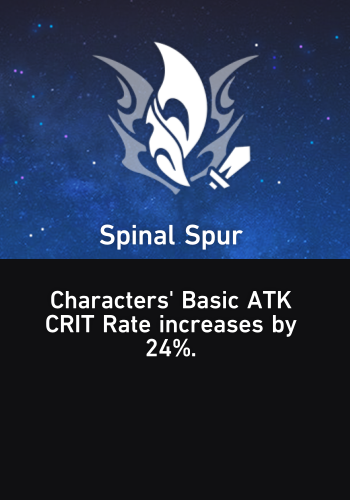 Spinal Spur
Characters' Basic ATK
CRIT Rate increases by
24%.